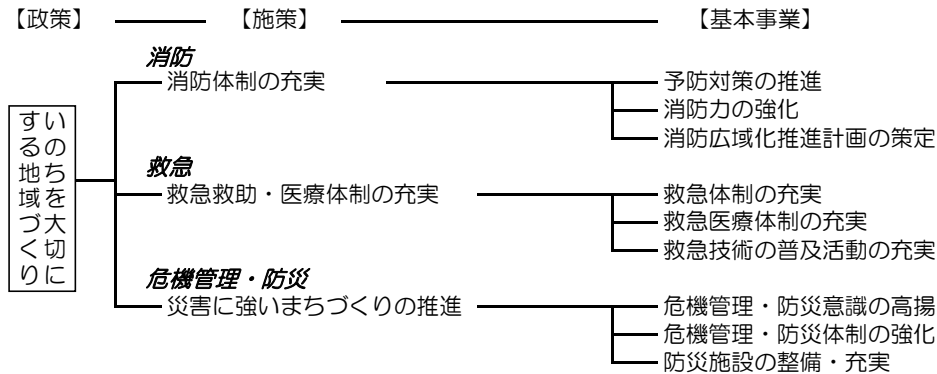 【政策】 【施策】 【基本事業】
いのちを大切に
する地域づくり
消防
消防体制の充実
予防対策の推進
消防力の強化
消防広域化推進計画の策定
救急
救急救助・医療体制の充実
救急体制の充実
救急医療体制の充実
救急技術の普及活動の充実
危機管理・防災
災害に強いまちづくりの推進
危機管理・防災意識の高揚
危機管理・防災体制の強化
防災施設の整備・充実